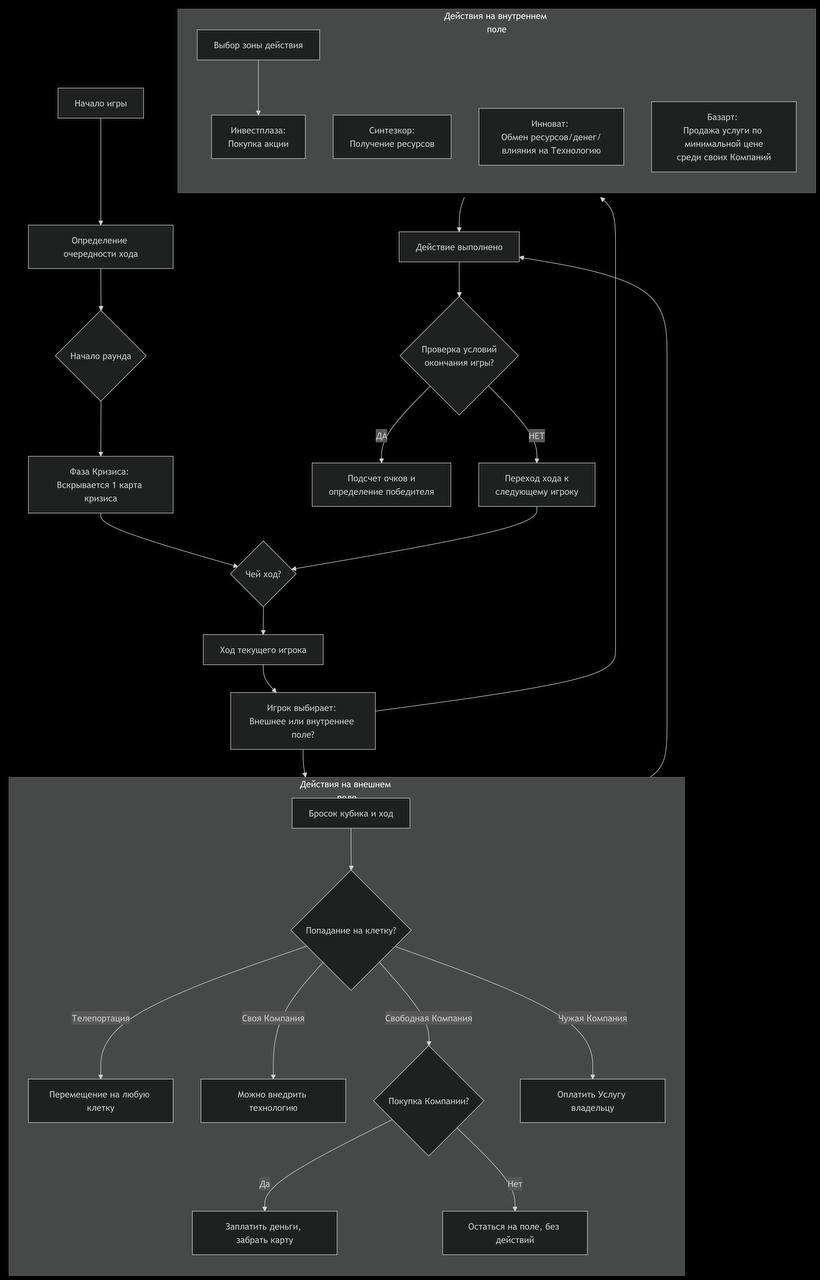 Действия на внутреннем
поле
Выбор зоны действия
Начало игры
Инвестплаза:
Покупка акции
Синтезкор:
Получение ресурсов
Инноват:
Обмен ресурсов/денег/
влияния на Технологию
Базарт:
Продажа услуги по
минимальной цене
среди своих Компаний
Определение
очередности хода
Действие выполнено
Начало раунда
Проверка условий
окончания игры?
ДА
НЕТ
Фаза Кризиса:
Вскрывается 1 карта
кризиса
Подсчет очков и
определение победителя
Переход хода к
следующему игроку
Чей ход?
Ход текущего игрока
Игрок выбирает:
Внешнее или внутреннее
поле?
Действия на внешнем
поле
Бросок кубика и ход
Попадание на клетку?
Телепортация
Своя Компания
Свободная Компания
Чужая Компания
Перемещение на любую
клетку
Можно внедрить
технологию
Покупка Компании?
Оплатить Услугу
владельцу
Да
Нет
Заплатить деньги,
забрать карту
Остаться на поле, без
действий